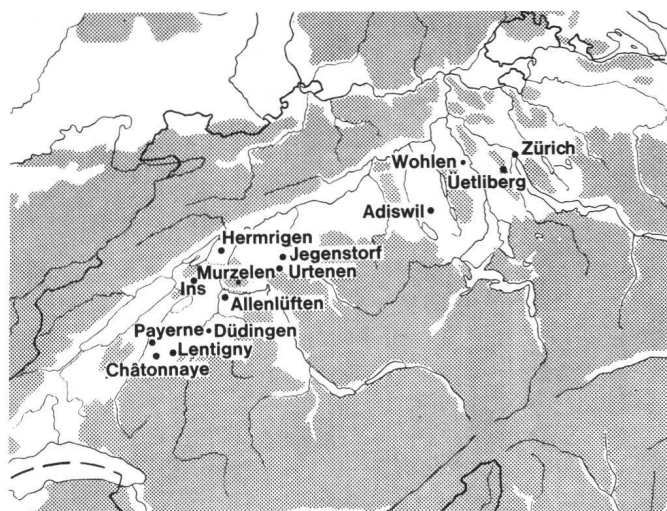 Zürich
Wohlen
Üetliberg
Adiswil
Hermrigen
Jegenstorf
Murzelen
Urtenen
Ins
Allenlüften
Payerne
Düdingen
Lentigny
Châtonnaye